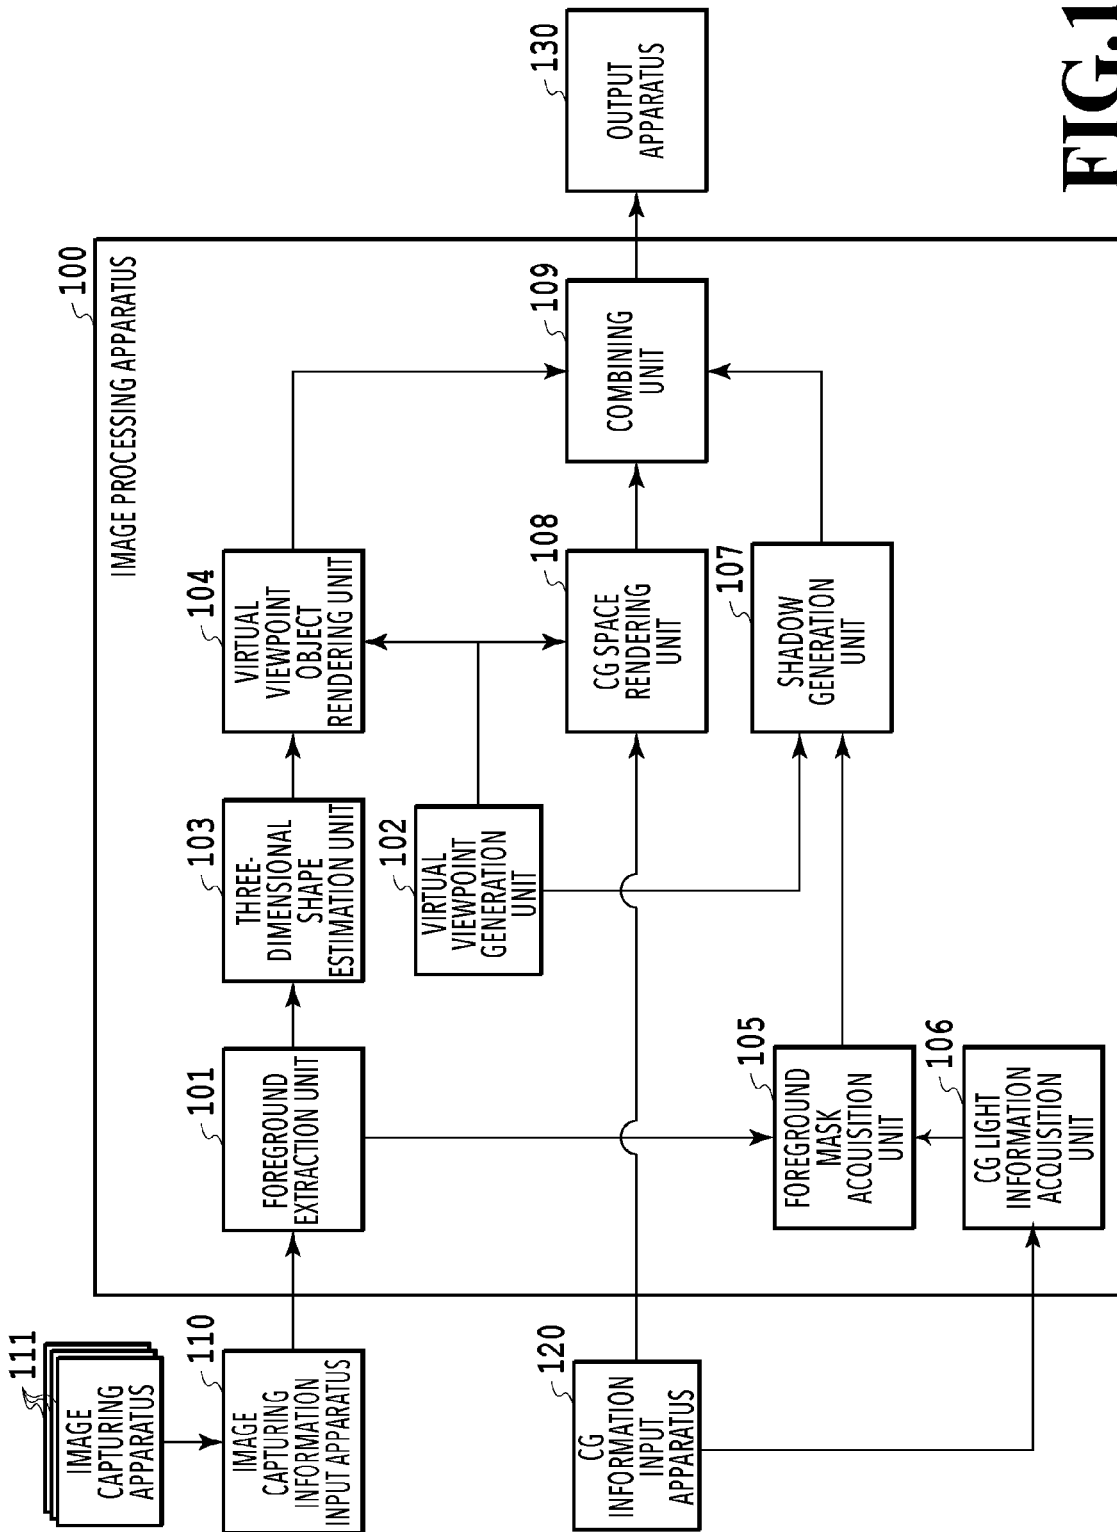 111
IMAGE
CAPTURING
APPARATUS
110
IMAGE
CAPTURING
INFORMATION
INPUT APPARATUS
120
CG
INFORMATION
INPUT
APPARATUS
100
IMAGE PROCESSING APPARATUS
101
FOREGROUND
EXTRACTION UNIT
103
THREE-
DIMENSIONAL
SHAPE
ESTIMATION UNIT
104
VIRTUAL
VIEWPOINT
OBJECT
RENDERING UNIT
102
VIRTUAL
VIEWPOINT
GENERATION
UNIT
108
CG SPACE
RENDERING
UNIT
109
COMBINING
UNIT
105
FOREGROUND
MASK
ACQUISITION
UNIT
106
CG LIGHT
INFORMATION
ACQUISITION
UNIT
107
SHADOW
GENERATION
UNIT
130
OUTPUT
APPARATUS
FIG.1